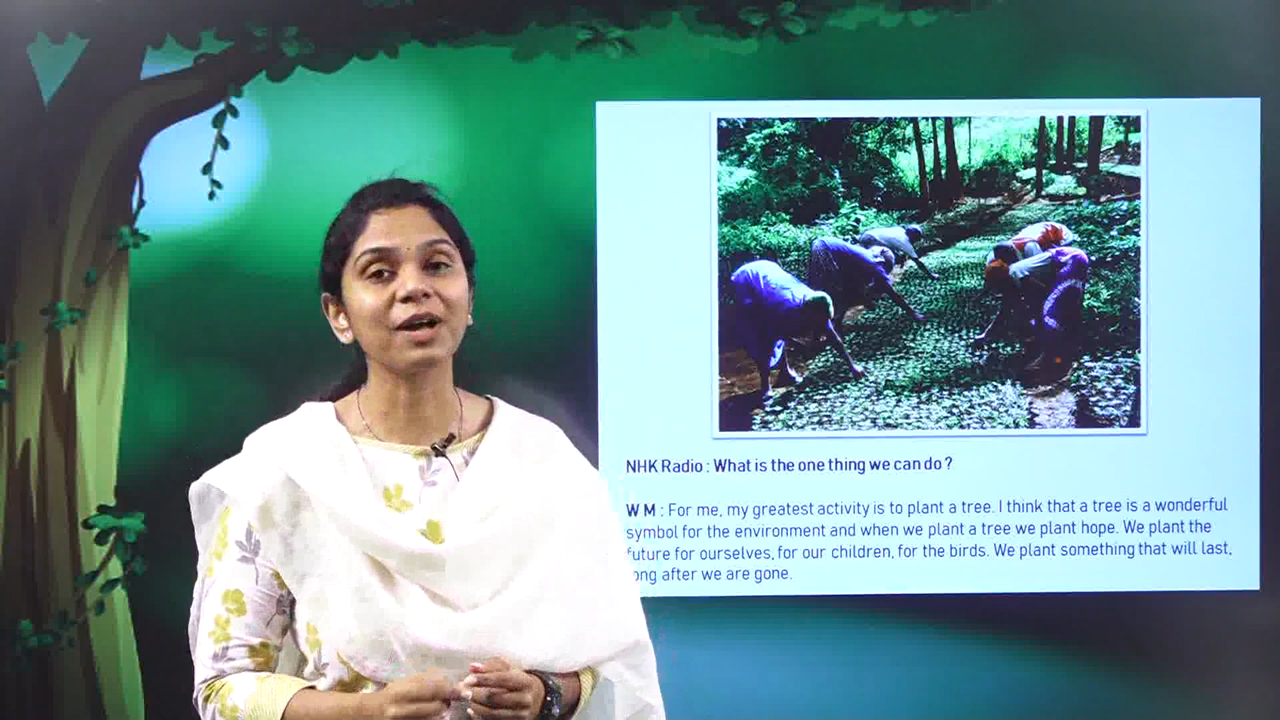 NHK Radio : What is the one thing we can do ?
W M : For me, my greatest activity is to plant a tree. I think that a tree is a wonderful
symbol for the environment and when we plant a tree we plant hope. We plant the
future for ourselves, for our children, for the birds. We plant something that will last,
long after we are gone.